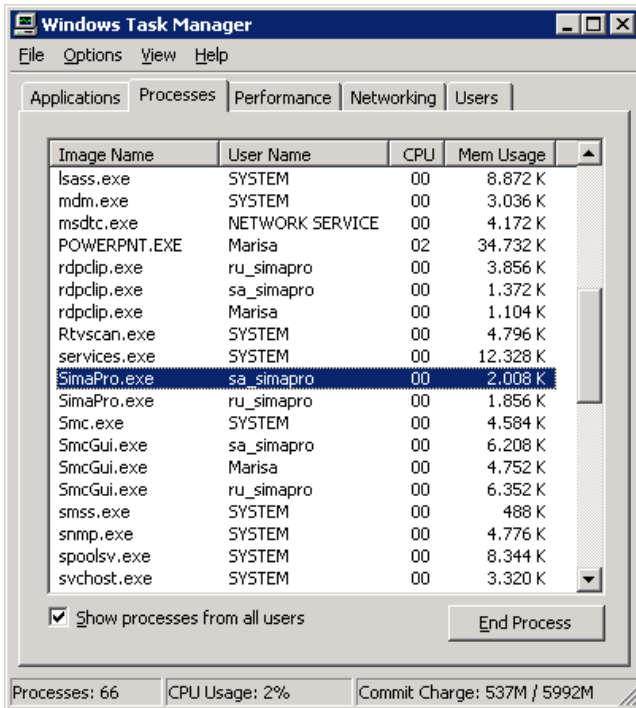 Windows Task Manager
File Options View Help
Applications Processes Performance Networking Users
Image Name User Name CPU Mem Usage
lsass.exe SYSTEM 00 8.872 K
mdm.exe SYSTEM 00 3.036 K
msdtc.exe NETWORK SERVICE 00 4.172 K
POWERPNT.EXE Marisa 02 34.732 K
rdpclip.exe ru_simapro 00 3.856 K
rdpclip.exe sa_simapro 00 1.372 K
rdpclip.exe Marisa 00 1.104 K
Rtvscan.exe SYSTEM 00 4.796 K
services.exe SYSTEM 00 12.328 K
SimaPro.exe sa_simapro 00 2.008 K
SimaPro.exe ru_simapro 00 1.856 K
Smc.exe SYSTEM 00 4.584 K
SmcGui.exe sa_simapro 00 6.208 K
SmcGui.exe Marisa 00 4.752 K
SmcGui.exe ru_simapro 00 6.352 K
smss.exe SYSTEM 00 488 K
snmp.exe SYSTEM 00 4.776 K
spoolsv.exe SYSTEM 00 8.344 K
svchost.exe SYSTEM 00 3.320 K
Show processes from all users End Process
Processes: 66 CPU Usage: 2% Commit Charge: 537M / 5992M